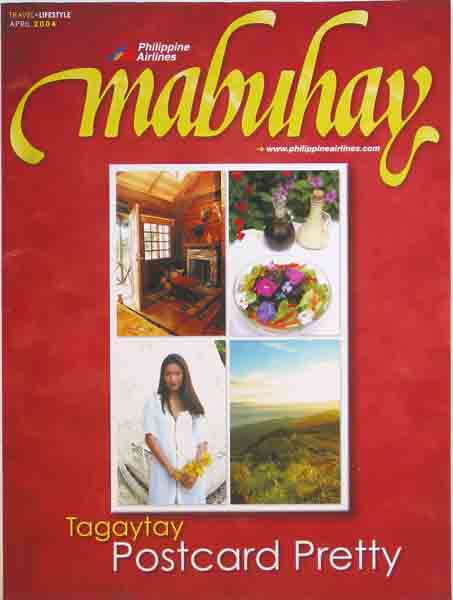 TRAVEL+LIFESTYLE
APRIL 2004
Philippine
Airlines
mabuhay
www.philippineairlines.com
Tagaytay
Postcard Pretty